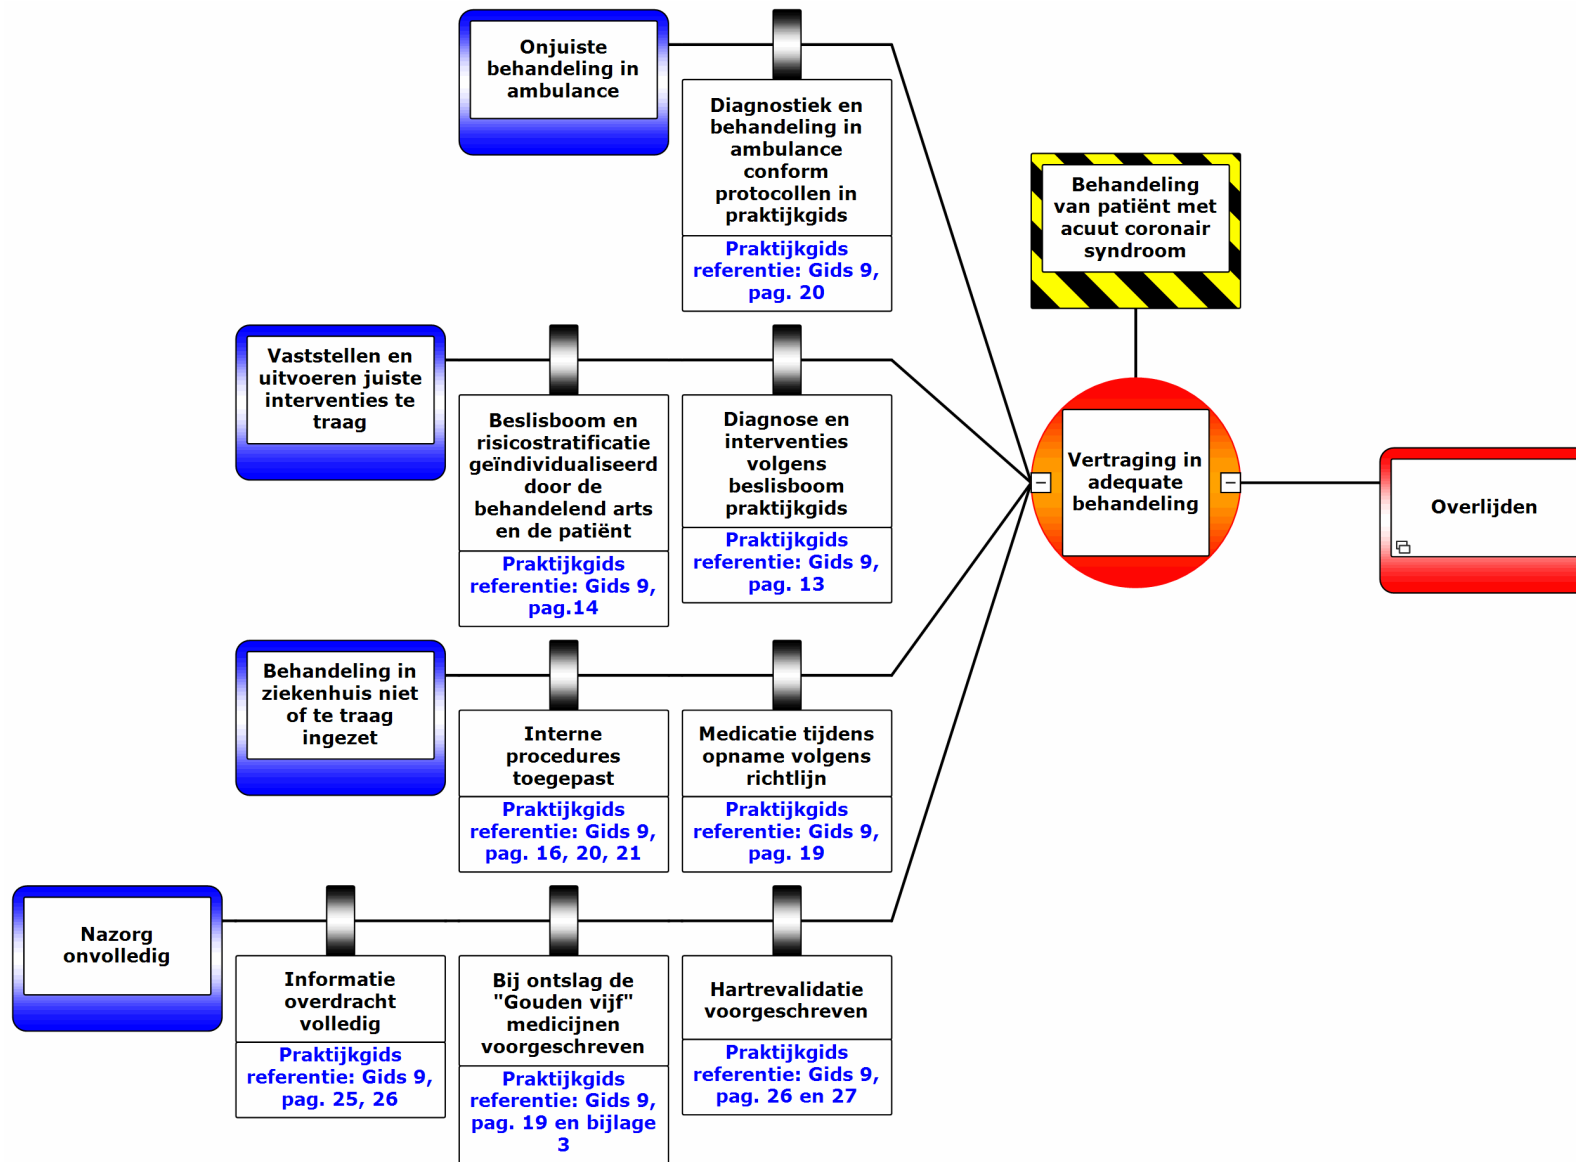 Onjuiste
behandeling in
ambulance
Diagnostiek en
behandeling in
ambulance
conform
protocollen in
praktijkgids
Praktijkgids
referentie: Gids 9,
pag. 20
Behandeling
van patiënt met
acuut coronair
syndroom
Vaststellen en
uitvoeren juiste
interventies te
traag
Beslisboom en
risicostratificatie
geïndividualiseerd
door de
behandelend arts
en de patiënt
Praktijkgids
referentie: Gids 9,
pag.14
Diagnose en
interventies
volgens
beslisboom
praktijkgids
Praktijkgids
referentie: Gids 9,
pag. 13
Vertraging in
adequate
behandeling
Overlijden
Behandeling in
ziekenhuis niet
of te traag
ingezet
Interne
procedures
toegepast
Praktijkgids
referentie: Gids 9,
pag. 16, 20, 21
Medicatie tijdens
opname volgens
richtlijn
Praktijkgids
referentie: Gids 9,
pag. 19
Nazorg
onvolledig
Informatie
overdracht
volledig
Praktijkgids
referentie: Gids 9,
pag. 25, 26
Bij ontslag de
"Gouden vijf"
medicijnen
voorgeschreven
Praktijkgids
referentie: Gids 9,
pag. 19 en bijlage
3
Hartrevalidatie
voorgeschreven
Praktijkgids
referentie: Gids 9,
pag. 26 en 27